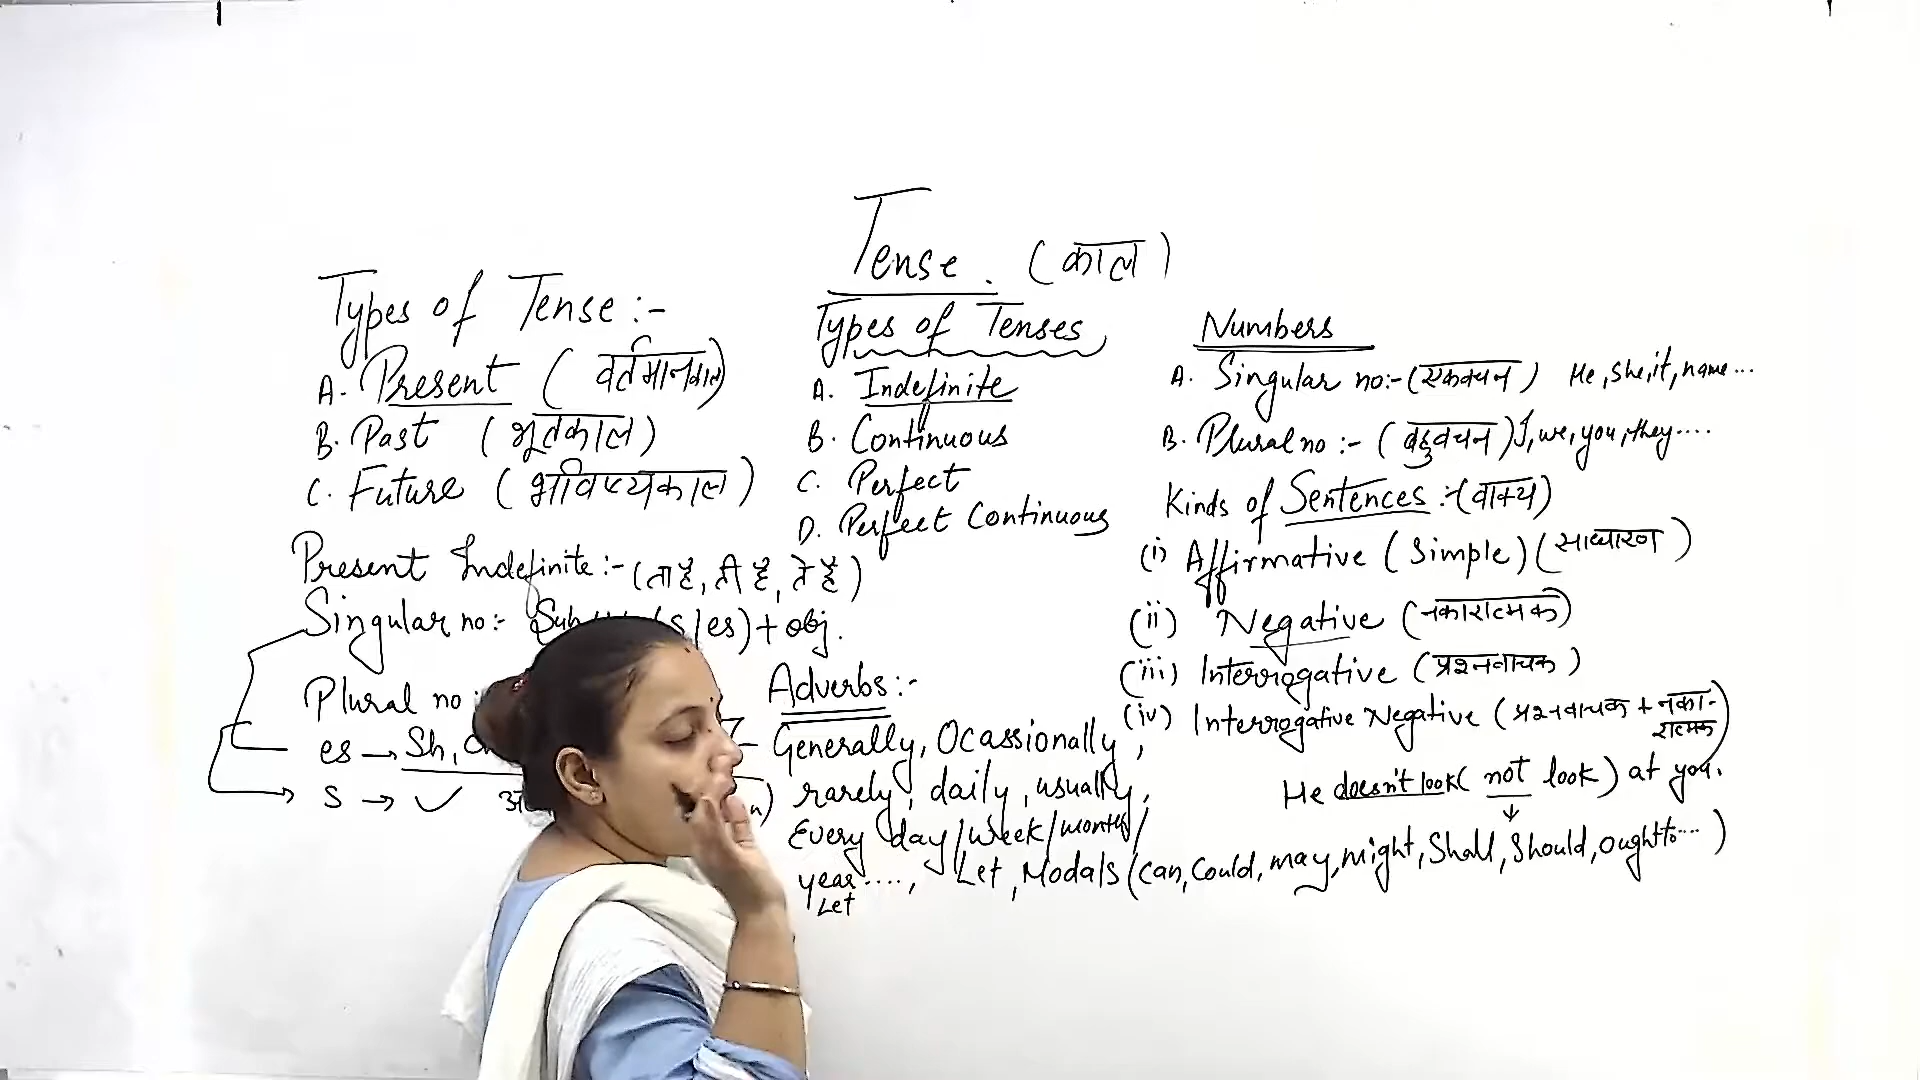 Tense. (काल)
Types of Tense:-
A. Present (वर्तमानकाल)
B. Past (भूतकाल)
C. Future (भविष्यकाल)
Present Indefinite:- (ता है, ती है, ते है)
Singular no:- Sub s/es) + obj.
Plural no
es → Sh,
s → ✓
Types of Tenses
A. Indefinite
B. Continuous
C. Perfect
D. Perfect Continuous
Adverbs:-
Generally, Ocassionally,
rarely, daily, usually,
Every day/week/month/
year...., Let, Modals (can, could, may, might, Shall, Should, ought to.... )
Let
Numbers
A. Singular no:- (एकवचन) He, she, it, name...
B. Plural no:- (बहुवचन) I, we, you, they....
Kinds of Sentences:- (वाक्य)
(i) Affirmative (Simple) (साधारण)
(ii) Negative (नकारात्मक)
(iii) Interrogative (प्रश्नवाचक)
(iv) Interrogative Negative (प्रश्नवाचक + नका-
रात्मक)
He doesn't look (not look) at you.
↓